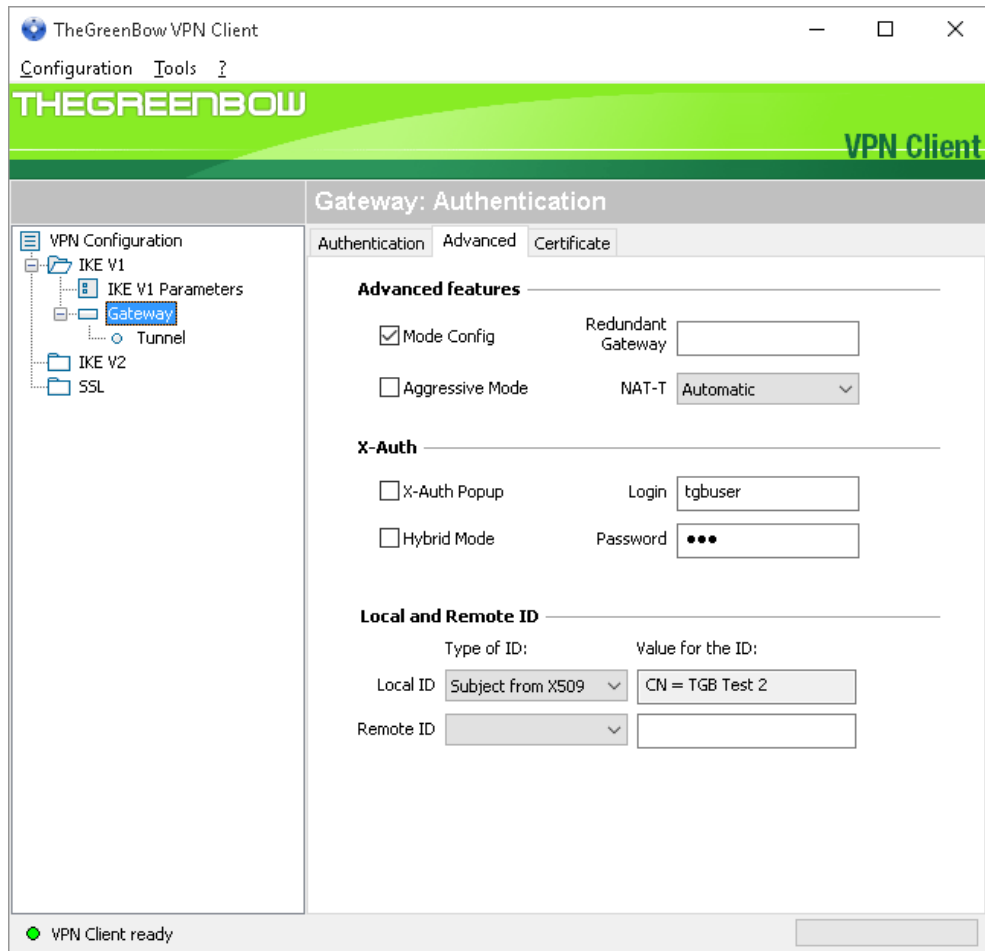 TheGreenBow VPN Client
Configuration Tools ?
THEGREENBOW
VPN Client
Gateway: Authentication
VPN Configuration
IKE V1
IKE V1 Parameters
Gateway
Tunnel
IKE V2
SSL
Authentication Advanced Certificate
Advanced features
Mode Config Redundant Gateway
Aggressive Mode NAT-T Automatic
X-Auth
X-Auth Popup Login tgbuser
Hybrid Mode Password •••
Local and Remote ID
Type of ID: Value for the ID:
Local ID Subject from X509 CN = TGB Test 2
Remote ID
VPN Client ready